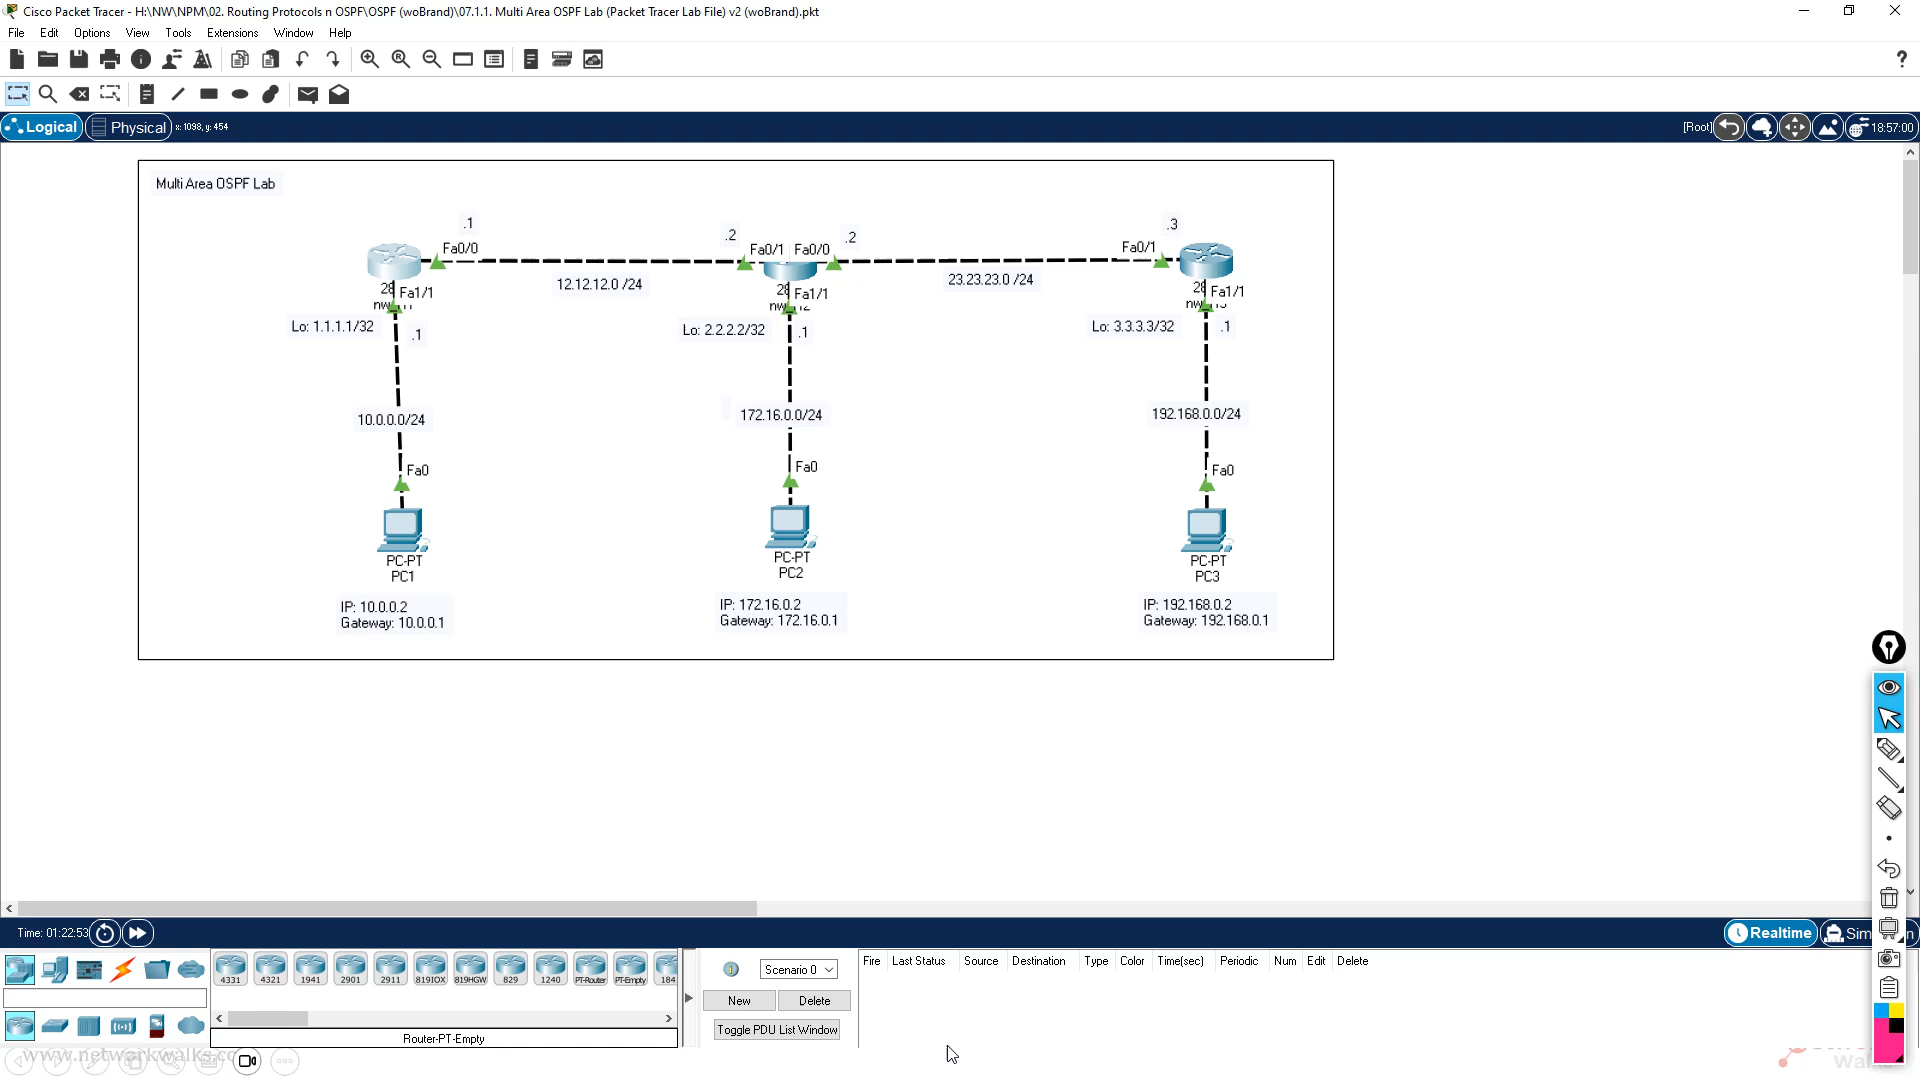 Cisco Packet Tracer - H:\NW\NPM\02. Routing Protocols n OSPF\OSPF (woBrand)\07.1.1. Multi Area OSPF Lab (Packet Tracer Lab File) v2 (woBrand).pkt
File Edit Options View Tools Extensions Window Help
Logical Physical x: 1098, y: 454
[Root] 18:57:00
Multi Area OSPF Lab
.1 .2 .2 .3
Fa0/0 Fa0/1 Fa0/0 Fa0/1
12.12.12.0 /24 23.23.23.0 /24
Fa1/1 Fa1/1 Fa1/1
Lo: 1.1.1.1/32 .1 Lo: 2.2.2.2/32 .1 Lo: 3.3.3.3/32 .1
10.0.0.0/24 172.16.0.0/24 192.168.0.0/24
Fa0 Fa0 Fa0
PC-PT PC-PT PC-PT
PC1 PC2 PC3
IP: 10.0.0.2 IP: 172.16.0.2 IP: 192.168.0.2
Gateway: 10.0.0.1 Gateway: 172.16.0.1 Gateway: 192.168.0.1
Time: 01:22:53 Realtime
4331 4321 1941 2901 2911 819IOX 819HGW 829 1240 PT-Router PT-Empty 184
Router-PT-Empty
Scenario 0
New Delete
Toggle PDU List Window
Fire Last Status Source Destination Type Color Time(sec) Periodic Num Edit Delete